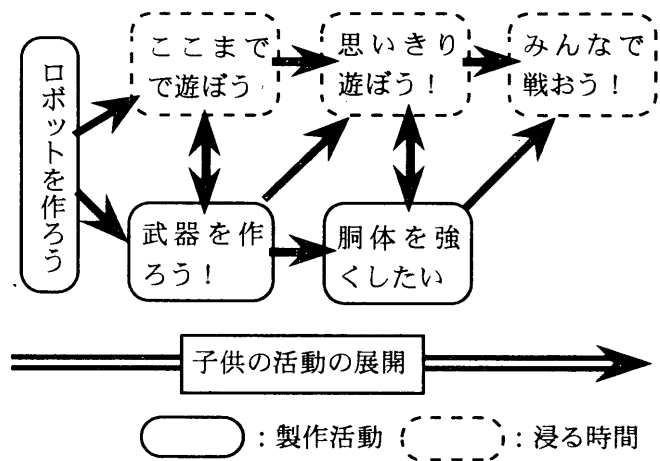 ロボットを作ろう
ここまで
で遊ぼう
思いきり
遊ぼう！
みんなで
戦おう！
武器を作
ろう！
胴体を強
くしたい
子供の活動の展開
：製作活動
：浸る時間